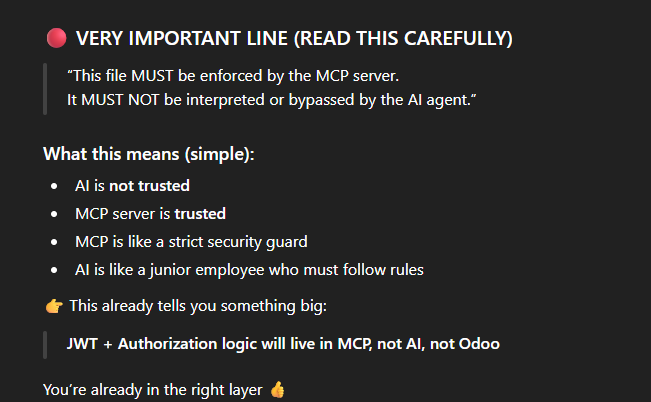 🔴 VERY IMPORTANT LINE (READ THIS CAREFULLY)
“This file MUST be enforced by the MCP server.
It MUST NOT be interpreted or bypassed by the AI agent.”
What this means (simple):
• AI is not trusted
• MCP server is trusted
• MCP is like a strict security guard
• AI is like a junior employee who must follow rules
👉 This already tells you something big:
JWT + Authorization logic will live in MCP, not AI, not Odoo
You’re already in the right layer 👍